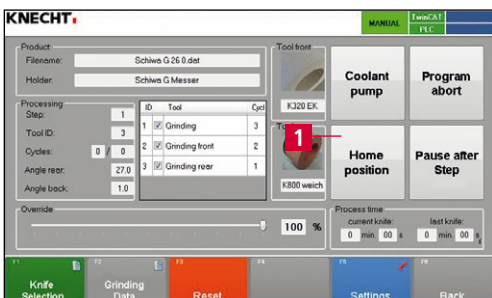 KNECHT.
MANUAL
TwinCAT
PLC
Product
Filename: Schiwa G 26 0.dat
Holder: Schiwa G Messer
Tool front
K320 EK
Coolant pump
Program abort
Processing
Step: 1
Tool ID: 3
Cycles: 0 / 0
Angle rear: 27.0
Angle back: 1.0
ID Tool Cycl
1 Grinding 3
2 Grinding front 2
3 Grinding rear 1
1
K800 weich
Home position
Pause after Step
Override
100 %
Process time
current knife: last knife:
0 min. 00 s 0 min. 00 s
F1 Knife Selection
F2 Grinding Data
F3 Reset
F4
F5 Settings
Back